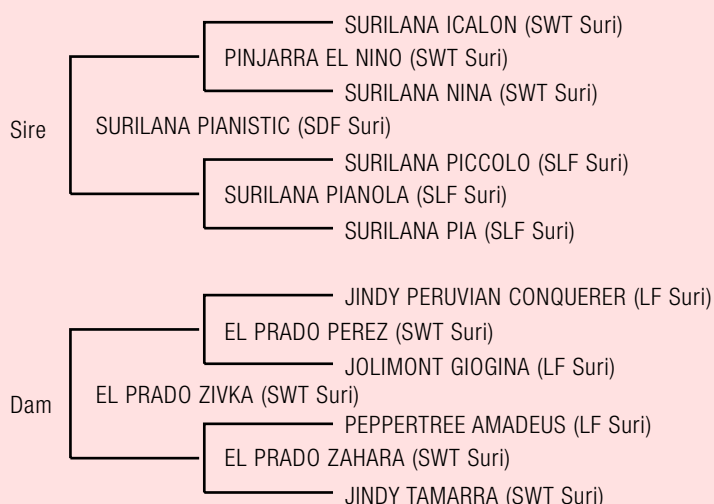 SURILANA ICALON (SWT Suri)
PINJARRA EL NINO (SWT Suri)
SURILANA NINA (SWT Suri)
Sire
SURILANA PIANISTIC (SDF Suri)
SURILANA PICCOLO (SLF Suri)
SURILANA PIANOLA (SLF Suri)
SURILANA PIA (SLF Suri)
JINDY PERUVIAN CONQUERER (LF Suri)
EL PRADO PEREZ (SWT Suri)
JOLIMONT GIOGINA (LF Suri)
Dam
EL PRADO ZIVKA (SWT Suri)
PEPPERTREE AMADEUS (LF Suri)
EL PRADO ZAHARA (SWT Suri)
JINDY TAMARRA (SWT Suri)